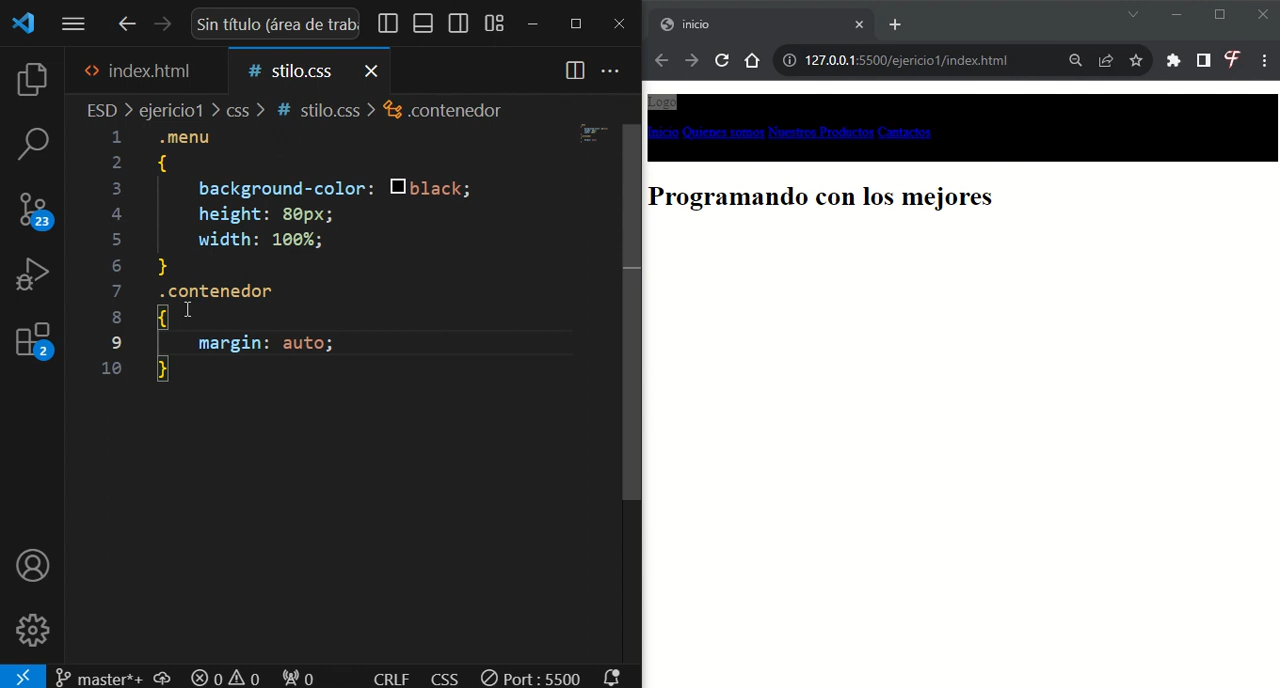 Sin título (área de trab
index.html
# stilo.css
ESD > ejericio1 > css > # stilo.css > .contenedor
1 .menu
2 {
3 background-color: black;
4 height: 80px;
5 width: 100%;
6 }
7 .contenedor
8 {
9 margin: auto;
10 }
23
2
master*+
0 0
0
CRLF
CSS
Port : 5500
inicio
127.0.0.1:5500/ejericio1/index.html
Logo
Inicio Quienes somos Nuestros Productos Cantactos
Programando con los mejores